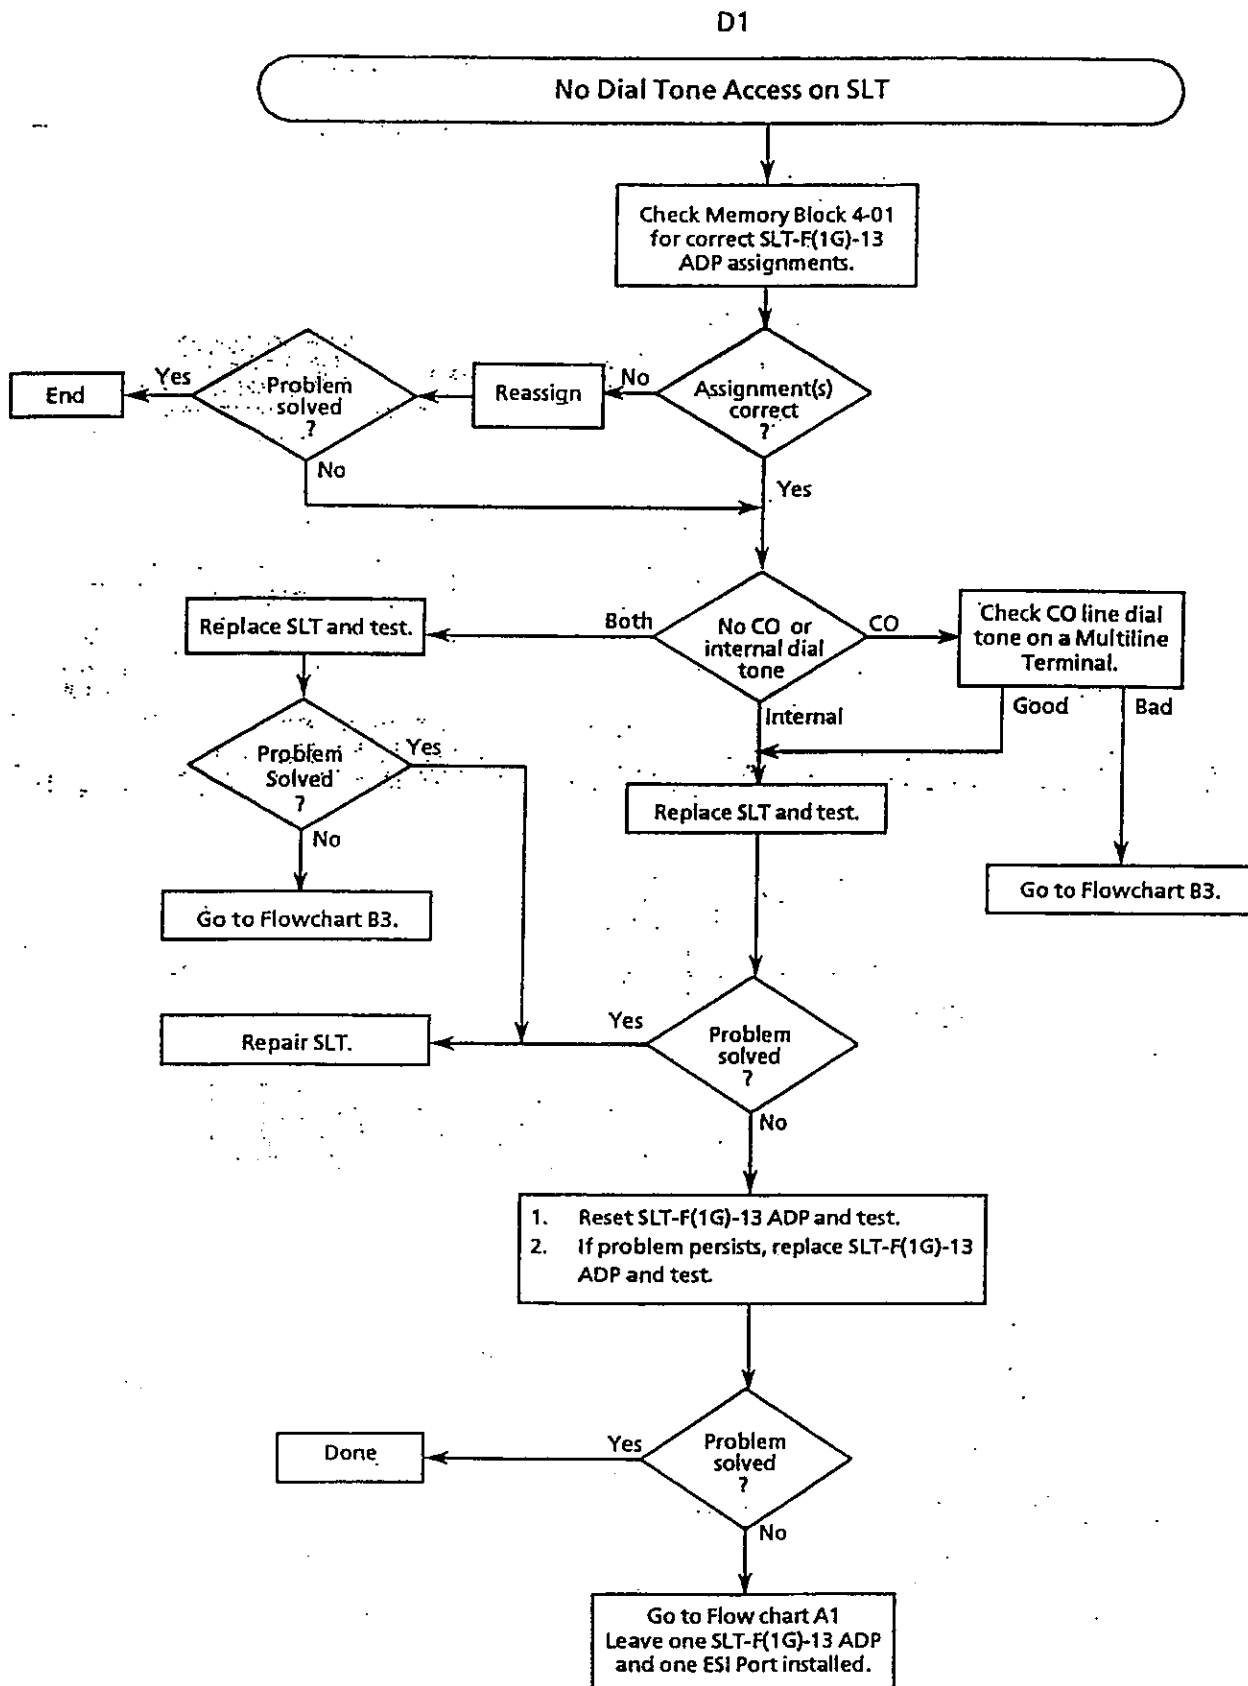 D1
No Dial Tone Access on SLT
Check Memory Block 4-01
for correct SLT-F(1G)-13
ADP assignments.
Assignment(s)
correct
?
No
Yes
Reassign
Problem
solved
?
Yes
No
End
No CO or
internal dial
tone
Both
CO
Internal
Replace SLT and test.
Check CO line dial
tone on a Multiline
Terminal.
Good
Bad
Problem
Solved
?
Yes
No
Replace SLT and test.
Go to Flowchart B3.
Go to Flowchart B3.
Problem
solved
?
Yes
No
Repair SLT.
1. Reset SLT-F(1G)-13 ADP and test.
2. If problem persists, replace SLT-F(1G)-13
ADP and test.
Problem
solved
?
Yes
No
Done
Go to Flow chart A1
Leave one SLT-F(1G)-13 ADP
and one ESI Port installed.